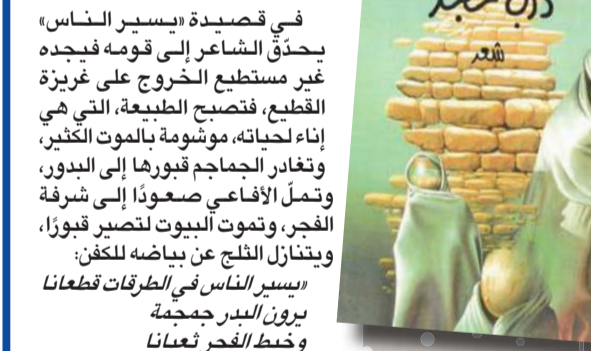 في قصيدة «يسير الناس»
يحدّق الشاعر إلى قومه فيجده
غير مستطيع الخروج على غريزة
القطيع، فتصبح الطبيعة، التي هي
إناء لحياته، موشومة بالموت الكثير،
وتغادر الجماجم قبورها إلى البدور،
وتملّ الأفاعي صعودًا إلى شرفة
الفجر، وتموت البيوت لتصير قبورًا،
ويتنازل الثلج عن بياضه للكفن:
«يسير الناس في الطرقات قطعانا
يرون البدر جمجمة
وخيط الفجر ثعبانا
شعر